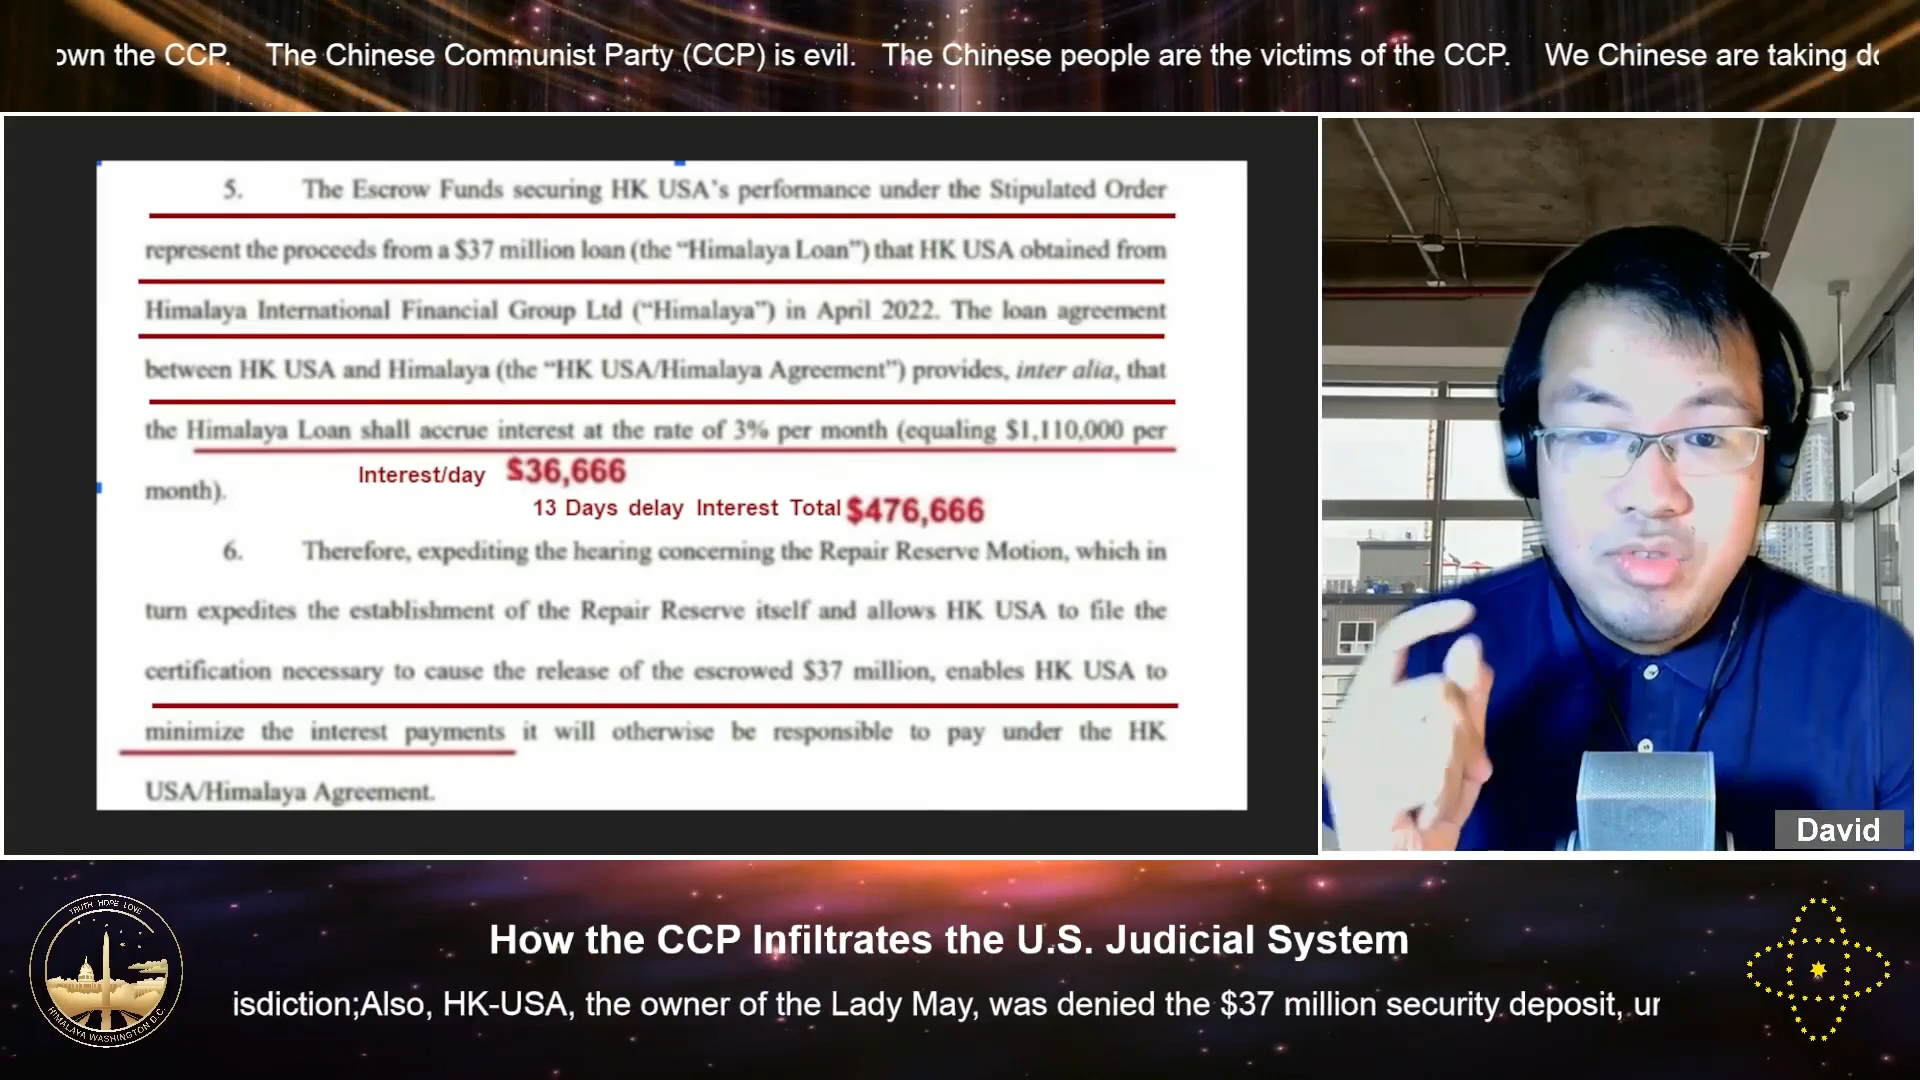 own the CCP. The Chinese Communist Party (CCP) is evil. The Chinese people are the victims of the CCP. We Chinese are taking do
5. The Escrow Funds securing HK USA's performance under the Stipulated Order
represent the proceeds from a $37 million loan (the “Himalaya Loan”) that HK USA obtained from
Himalaya International Financial Group Ltd (“Himalaya”) in April 2022. The loan agreement
between HK USA and Himalaya (the “HK USA/Himalaya Agreement”) provides, inter alia, that
the Himalaya Loan shall accrue interest at the rate of 3% per month (equaling $1,110,000 per
month).
Interest/day $36,666
13 Days delay Interest Total $476,666
6. Therefore, expediting the hearing concerning the Repair Reserve Motion, which in
turn expedites the establishment of the Repair Reserve itself and allows HK USA to file the
certification necessary to cause the release of the escrowed $37 million, enables HK USA to
minimize the interest payments it will otherwise be responsible to pay under the HK
USA/Himalaya Agreement.
David
TRUTH HOPE LOVE
HIMALAYA WASHINGTON D.C.
How the CCP Infiltrates the U.S. Judicial System
isdiction;Also, HK-USA, the owner of the Lady May, was denied the $37 million security deposit, ur